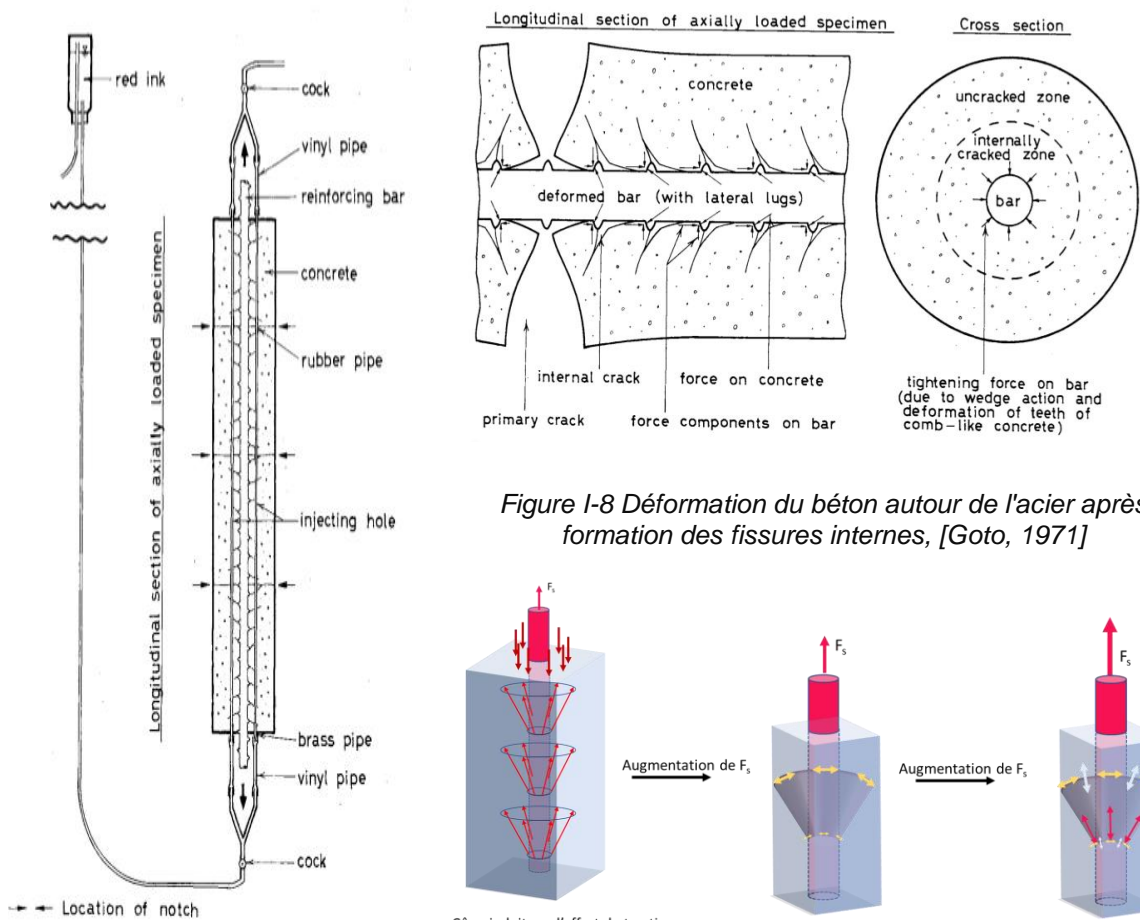 red ink
cock
vinyl pipe
reinforcing bar
concrete
rubber pipe
Longitudinal section of axially loaded specimen
injecting hole
brass pipe
vinyl pipe
cock
Location of notch
Longitudinal section of axially loaded specimen
Cross section
concrete
deformed bar (with lateral lugs)
internal crack
force on concrete
primary crack
force components on bar
uncracked zone
internally
cracked zone
bar
tightening force on bar
(due to wedge action and
deformation of teeth of
comb-like concrete)
Figure I-8 Déformation du béton autour de l'acier après
formation des fissures internes, [Goto, 1971]
Fs
Augmentation de Fs
Fs
Augmentation de Fs
Fs